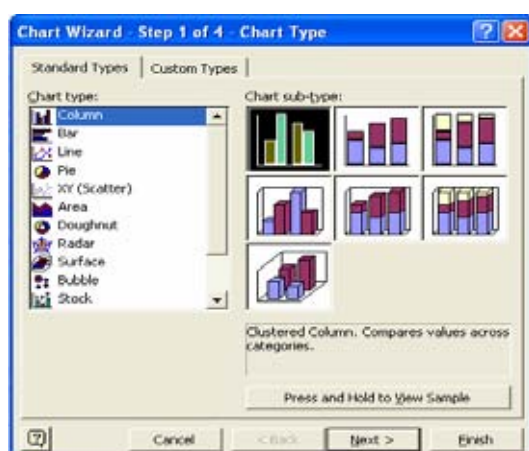 Chart Wizard - Step 1 of 4 - Chart Type
Standard Types
Custom Types
Chart type:
Column
Bar
Line
Pie
XY (Scatter)
Area
Doughnut
Radar
Surface
Bubble
Stock
Chart sub-type:
Clustered Column. Compares values across
categories.
Press and Hold to View Sample
Cancel
< Back
Next >
Finish